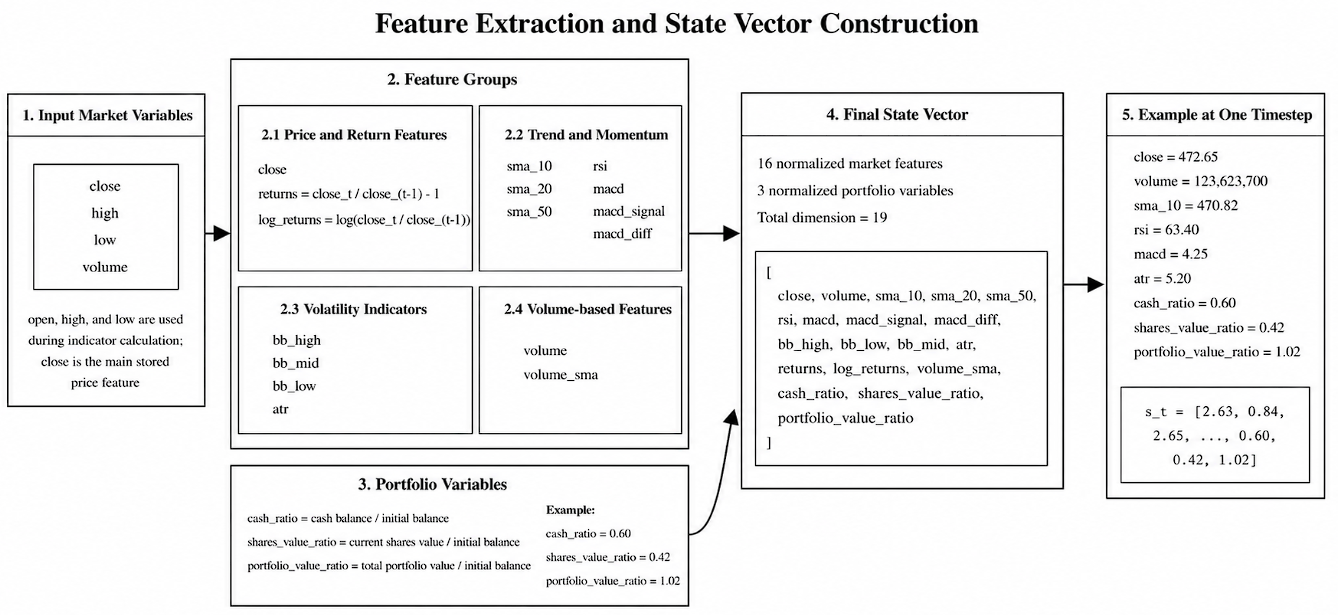 Feature Extraction and State Vector Construction
1. Input Market Variables
close
high
low
volume
open, high, and low are used
during indicator calculation;
close is the main stored
price feature
2. Feature Groups
2.1 Price and Return Features
close
returns = close_t / close_(t-1) - 1
log_returns = log(close_t / close_(t-1))
2.2 Trend and Momentum
sma_10 rsi
sma_20 macd
sma_50 macd_signal
macd_diff
2.3 Volatility Indicators
bb_high
bb_mid
bb_low
atr
2.4 Volume-based Features
volume
volume_sma
3. Portfolio Variables
cash_ratio = cash balance / initial balance
shares_value_ratio = current shares value / initial balance
portfolio_value_ratio = total portfolio value / initial balance
Example:
cash_ratio = 0.60
shares_value_ratio = 0.42
portfolio_value_ratio = 1.02
4. Final State Vector
16 normalized market features
3 normalized portfolio variables
Total dimension = 19
[
close, volume, sma_10, sma_20, sma_50,
rsi, macd, macd_signal, macd_diff,
bb_high, bb_low, bb_mid, atr,
returns, log_returns, volume_sma,
cash_ratio, shares_value_ratio,
portfolio_value_ratio
]
5. Example at One Timestep
close = 472.65
volume = 123,623,700
sma_10 = 470.82
rsi = 63.40
macd = 4.25
atr = 5.20
cash_ratio = 0.60
shares_value_ratio = 0.42
portfolio_value_ratio = 1.02
s_t = [2.63, 0.84,
2.65, ..., 0.60,
0.42, 1.02]